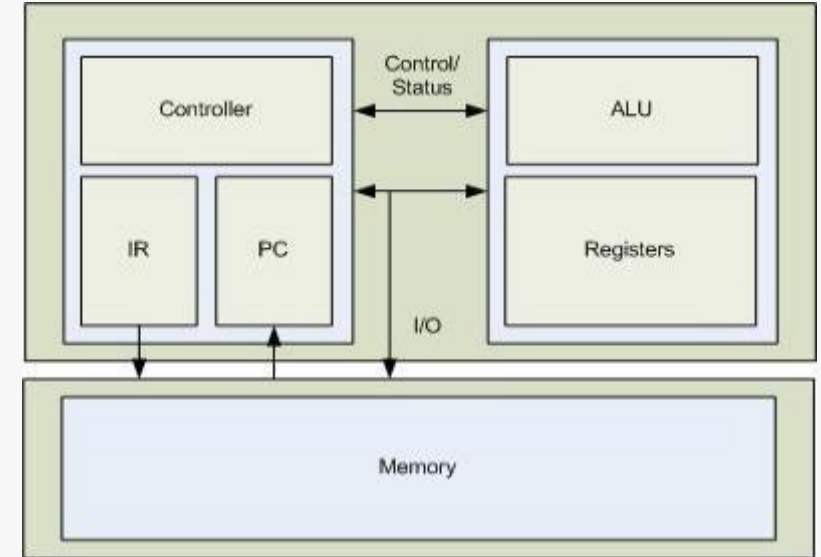 Controller
Control/
Status
ALU
IR
PC
Registers
I/O
Memory